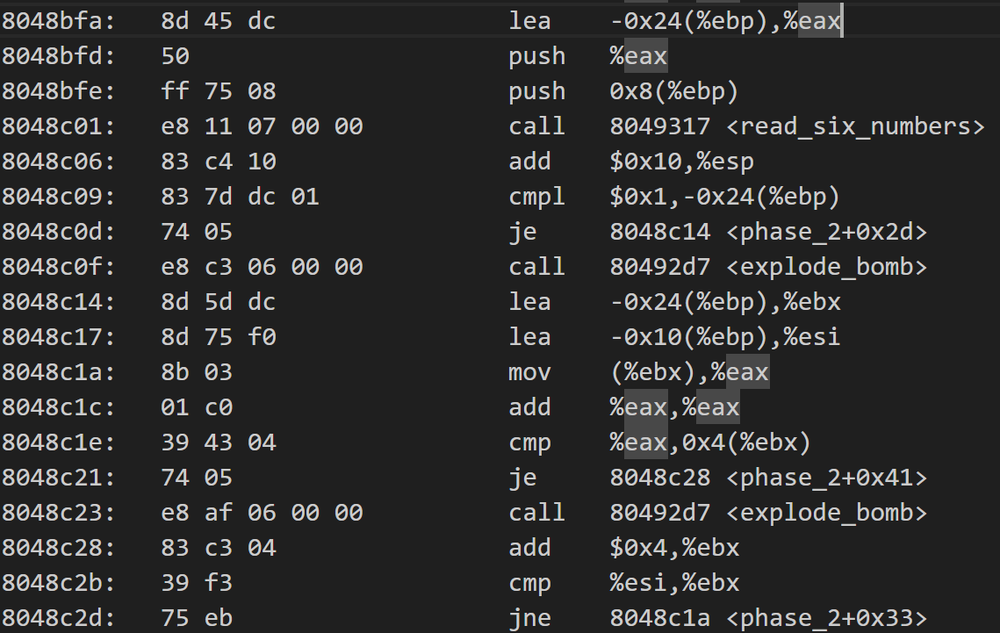 8048bfa: 8d 45 dc lea -0x24(%ebp),%eax
8048bfd: 50 push %eax
8048bfe: ff 75 08 push 0x8(%ebp)
8048c01: e8 11 07 00 00 call 8049317 <read_six_numbers>
8048c06: 83 c4 10 add $0x10,%esp
8048c09: 83 7d dc 01 cmpl $0x1,-0x24(%ebp)
8048c0d: 74 05 je 8048c14 <phase_2+0x2d>
8048c0f: e8 c3 06 00 00 call 80492d7 <explode_bomb>
8048c14: 8d 5d dc lea -0x24(%ebp),%ebx
8048c17: 8d 75 f0 lea -0x10(%ebp),%esi
8048c1a: 8b 03 mov (%ebx),%eax
8048c1c: 01 c0 add %eax,%eax
8048c1e: 39 43 04 cmp %eax,0x4(%ebx)
8048c21: 74 05 je 8048c28 <phase_2+0x41>
8048c23: e8 af 06 00 00 call 80492d7 <explode_bomb>
8048c28: 83 c3 04 add $0x4,%ebx
8048c2b: 39 f3 cmp %esi,%ebx
8048c2d: 75 eb jne 8048c1a <phase_2+0x33>